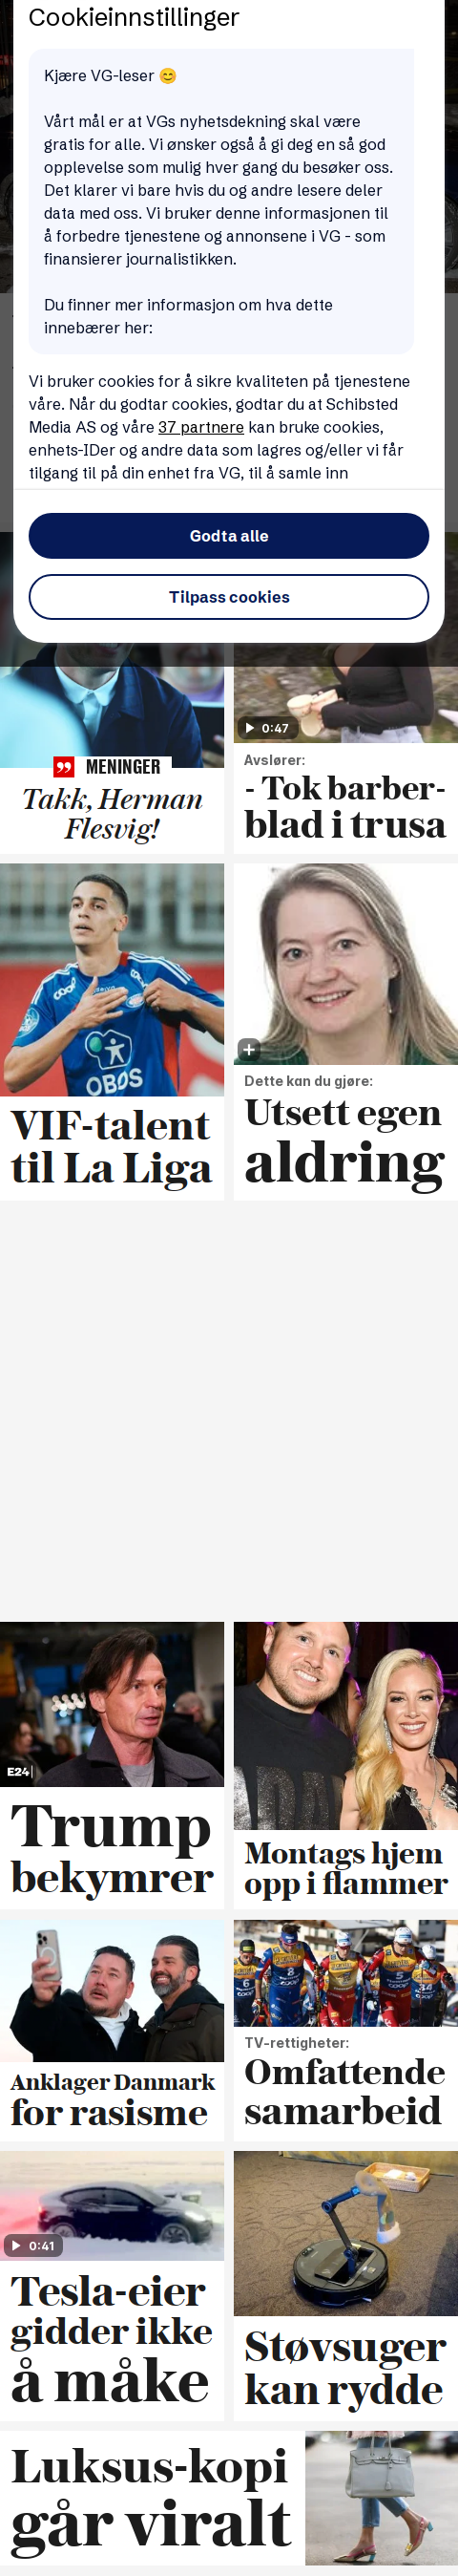 Cookieinnstillinger
Kjære VG-leser 😊
Vårt mål er at VGs nyhetsdekning skal være
gratis for alle. Vi ønsker også å gi deg en så god
opplevelse som mulig hver gang du besøker oss.
Det klarer vi bare hvis du og andre lesere deler
data med oss. Vi bruker denne informasjonen til
å forbedre tjenestene og annonsene i VG - som
finansierer journalistikken.
Du finner mer informasjon om hva dette
innebærer her:
Vi bruker cookies for å sikre kvaliteten på tjenestene
våre. Når du godtar cookies, godtar du at Schibsted
Media AS og våre 37 partnere kan bruke cookies,
enhets-IDer og andre data som lagres og/eller vi får
tilgang til på din enhet fra VG, til å samle inn
Godta alle
Tilpass cookies
MENINGER
Takk, Herman
Flesvig!
0:47
Avslører:
- Tok barber-
blad i trusa
OBOS
VIF-talent
til La Liga
Dette kan du gjøre:
Utsett egen
aldring
E24
Trump
bekymrer
Montags hjem
opp i flammer
Anklager Danmark
for rasisme
TV-rettigheter:
Omfattende
samarbeid
0:41
Tesla-eier
gidder ikke
å måke
Støvsuger
kan rydde
Luksus-kopi
går viralt